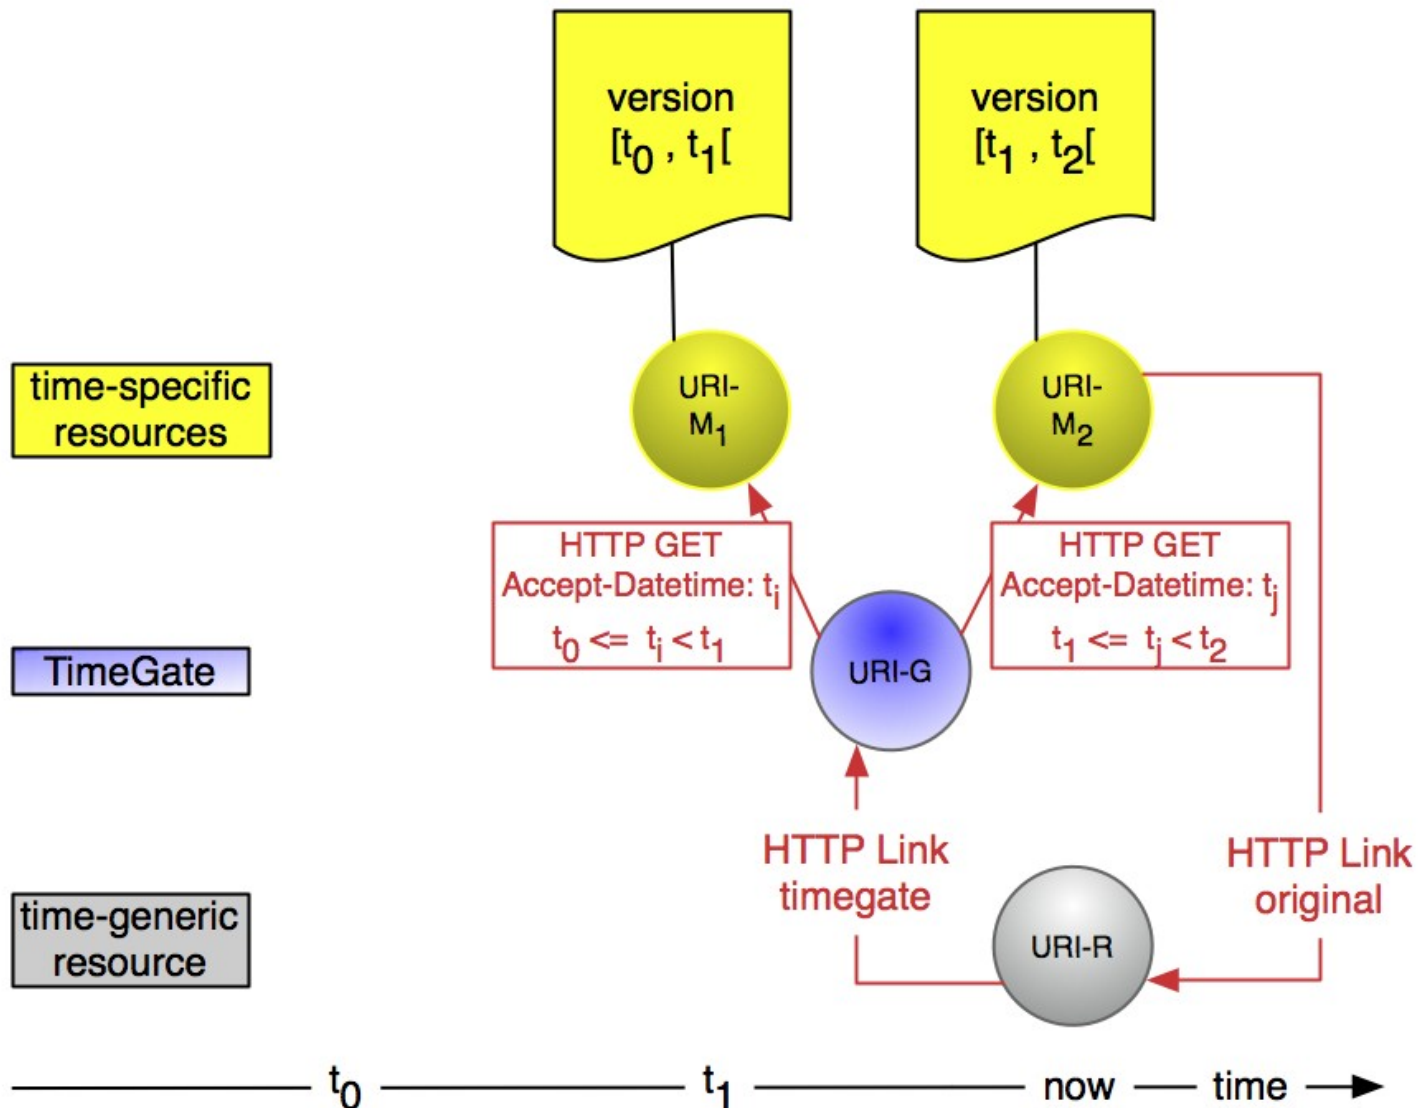 version
[t0 , t1[
version
[t1 , t2[
time-specific
resources
URI-
M1
URI-
M2
HTTP GET
Accept-Datetime: ti
t0 <= ti < t1
HTTP GET
Accept-Datetime: tj
t1 <= tj < t2
TimeGate
URI-G
HTTP Link
timegate
HTTP Link
original
time-generic
resource
URI-R
t0 t1 now time